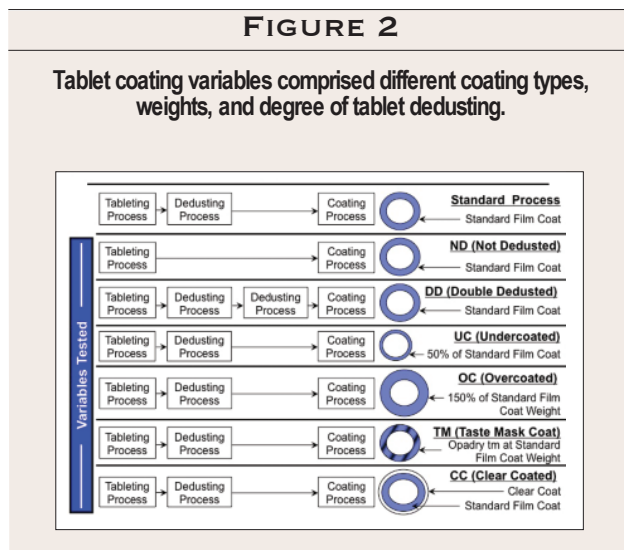 FIGURE 2
Tablet coating variables comprised different coating types,
weights, and degree of tablet dedusting.
Tableting
Process
Dedusting
Process
Coating
Process
Standard Process
Standard Film Coat
Variables Tested
Tableting
Process
Coating
Process
ND (Not Dedusted)
Standard Film Coat
Tableting
Process
Dedusting
Process
Dedusting
Process
Coating
Process
DD (Double Dedusted)
Standard Film Coat
Tableting
Process
Dedusting
Process
Coating
Process
UC (Undercoated)
50% of Standard Film Coat
Tableting
Process
Dedusting
Process
Coating
Process
OC (Overcoated)
150% of Standard Film
Coat Weight
Tableting
Process
Dedusting
Process
Coating
Process
TM (Taste Mask Coat)
Opadry tm at Standard
Film Coat Weight
Tableting
Process
Dedusting
Process
Coating
Process
CC (Clear Coated)
Clear Coat
Standard Film Coat